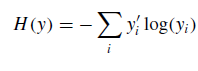 H(y) = − ∑_i y′_i log(y_i)